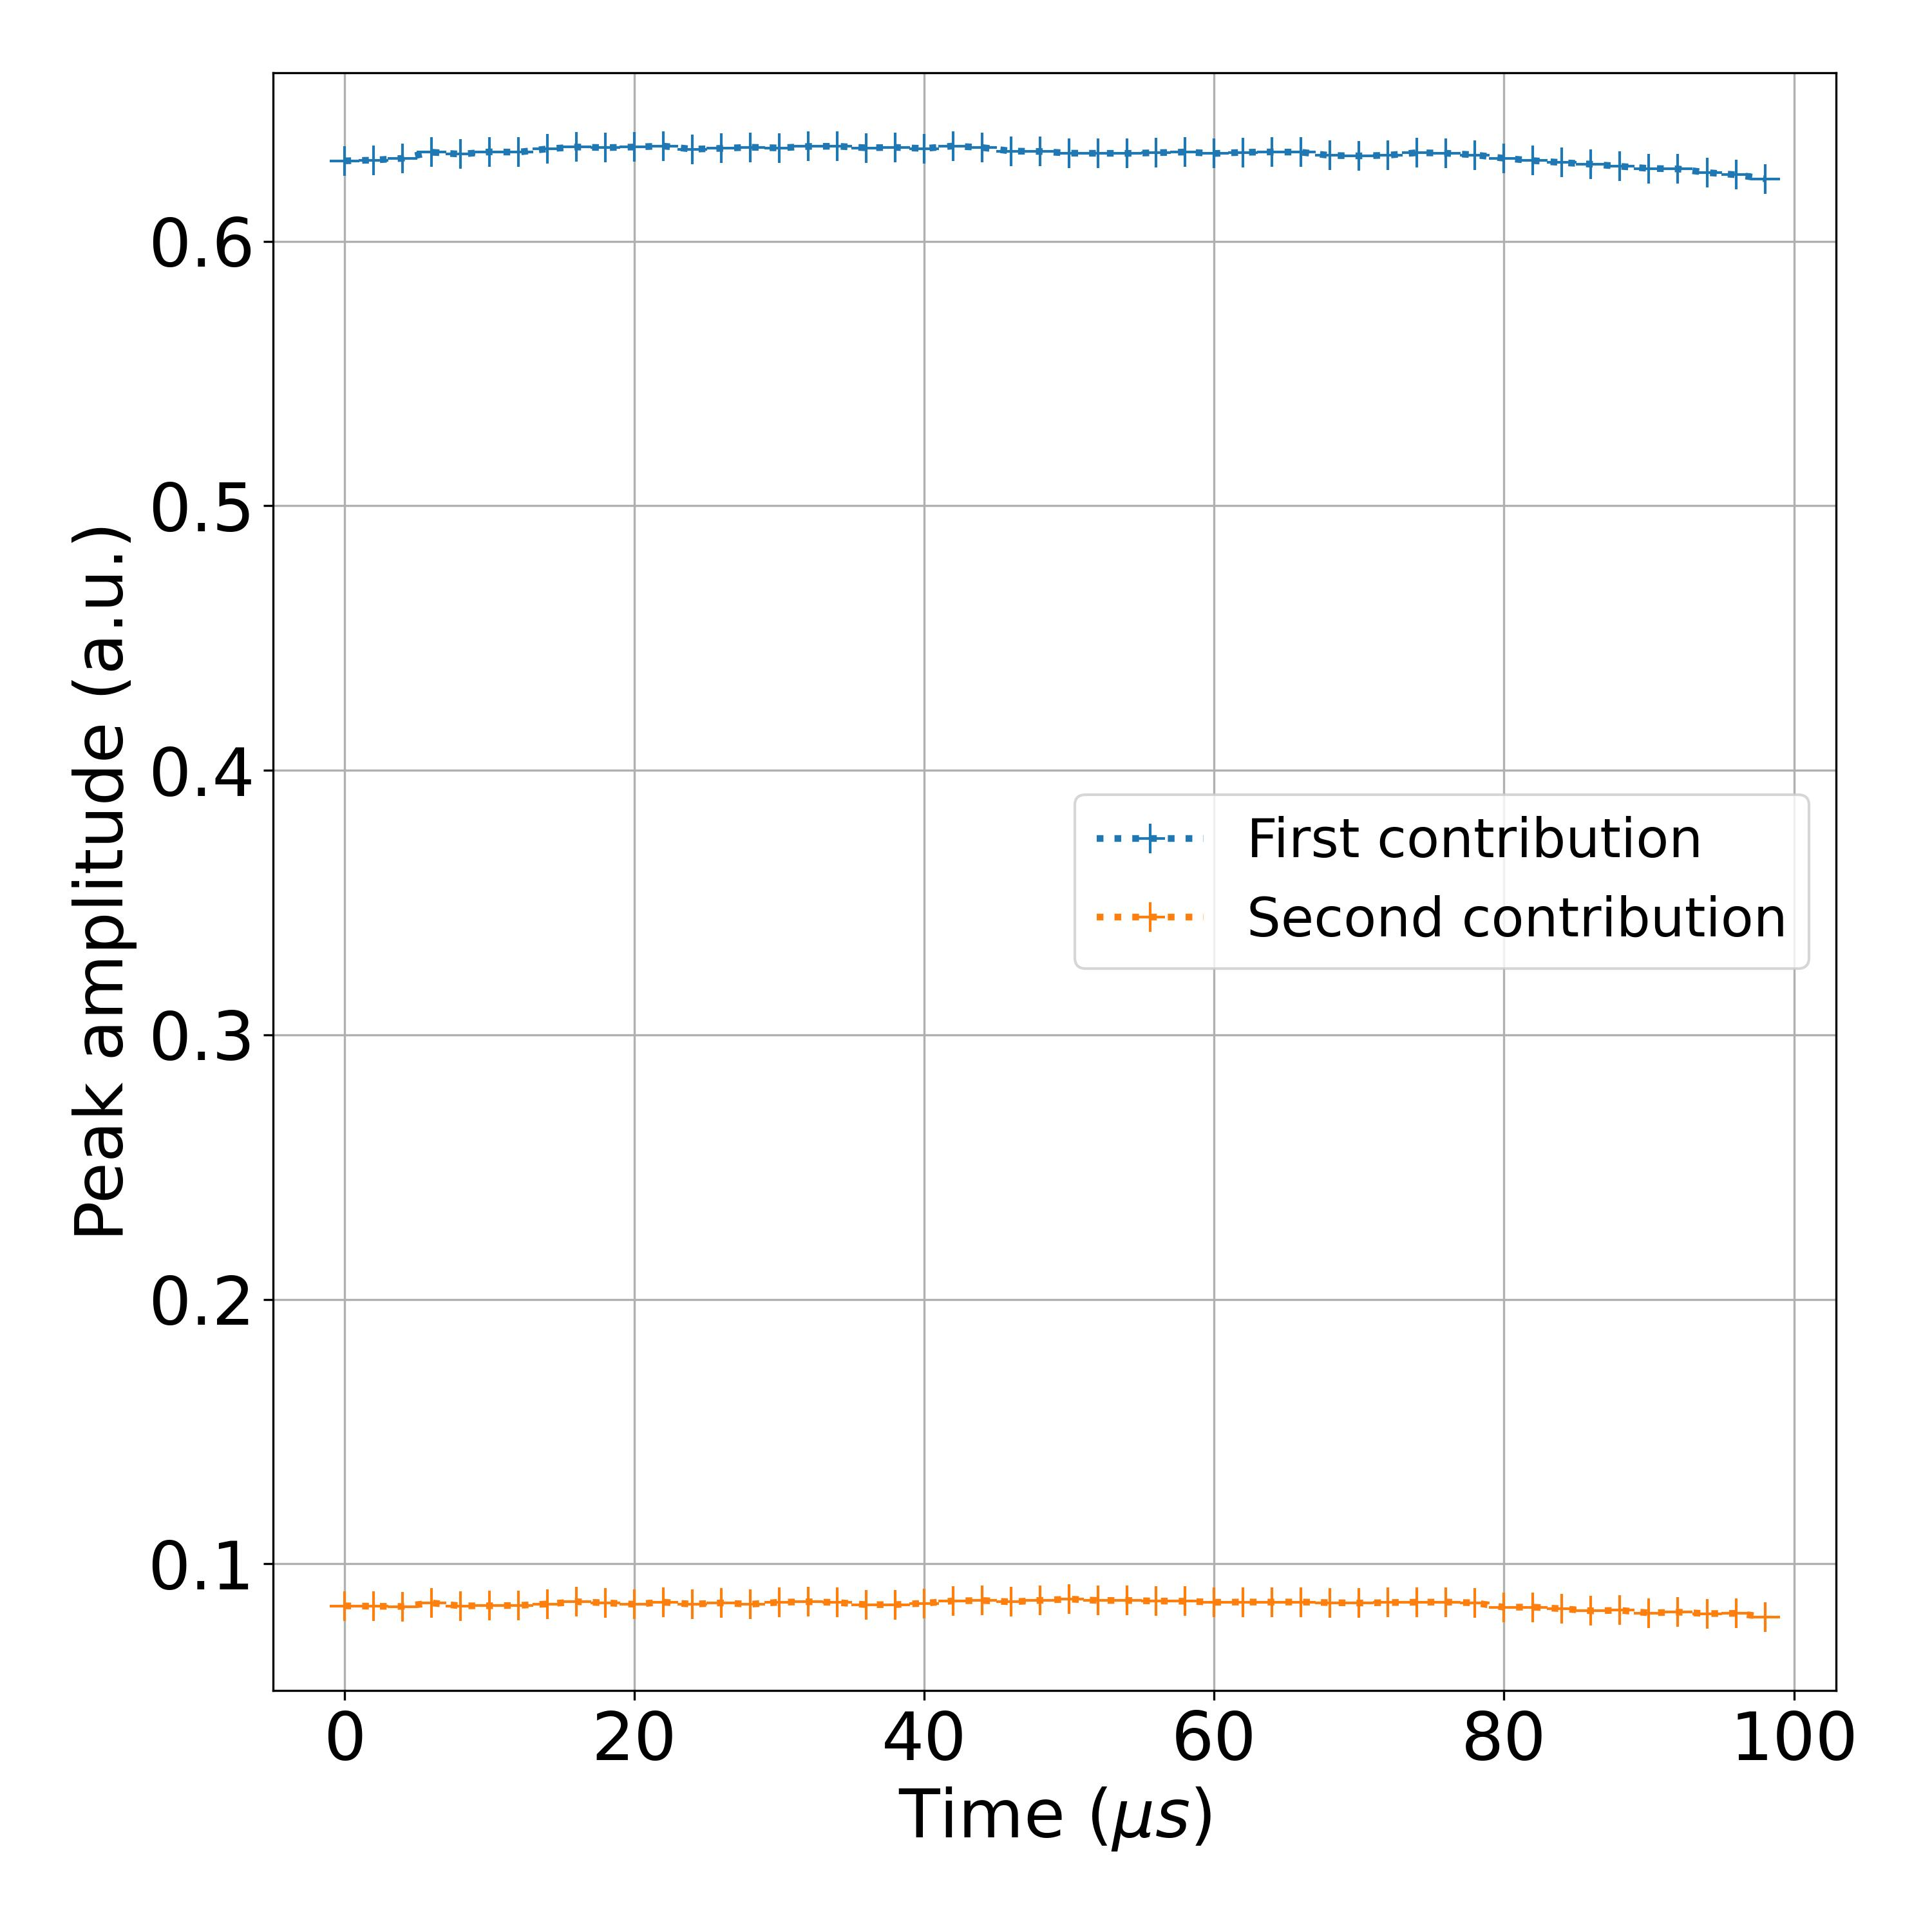 Peak amplitude (a.u.)
0.6
0.5
0.4
0.3
0.2
0.1
First contribution
Second contribution
0 20 40 60 80 100
Time (μs)